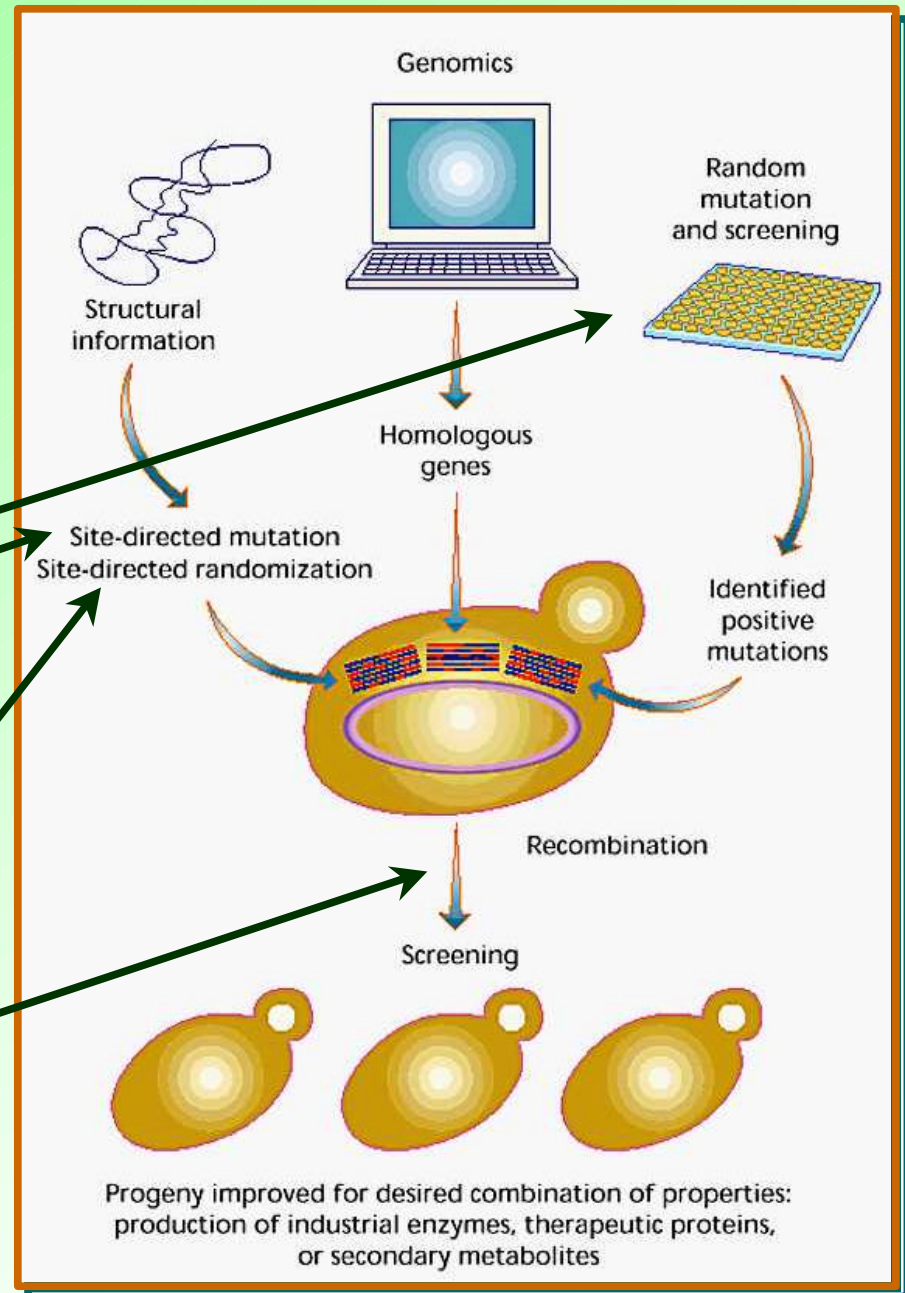 Genomics
Random
mutation
and screening
Structural
information
Homologous
genes
Site-directed mutation
Site-directed randomization
Identified
positive
mutations
Recombination
Screening
Progeny improved for desired combination of properties:
production of industrial enzymes, therapeutic proteins,
or secondary metabolites